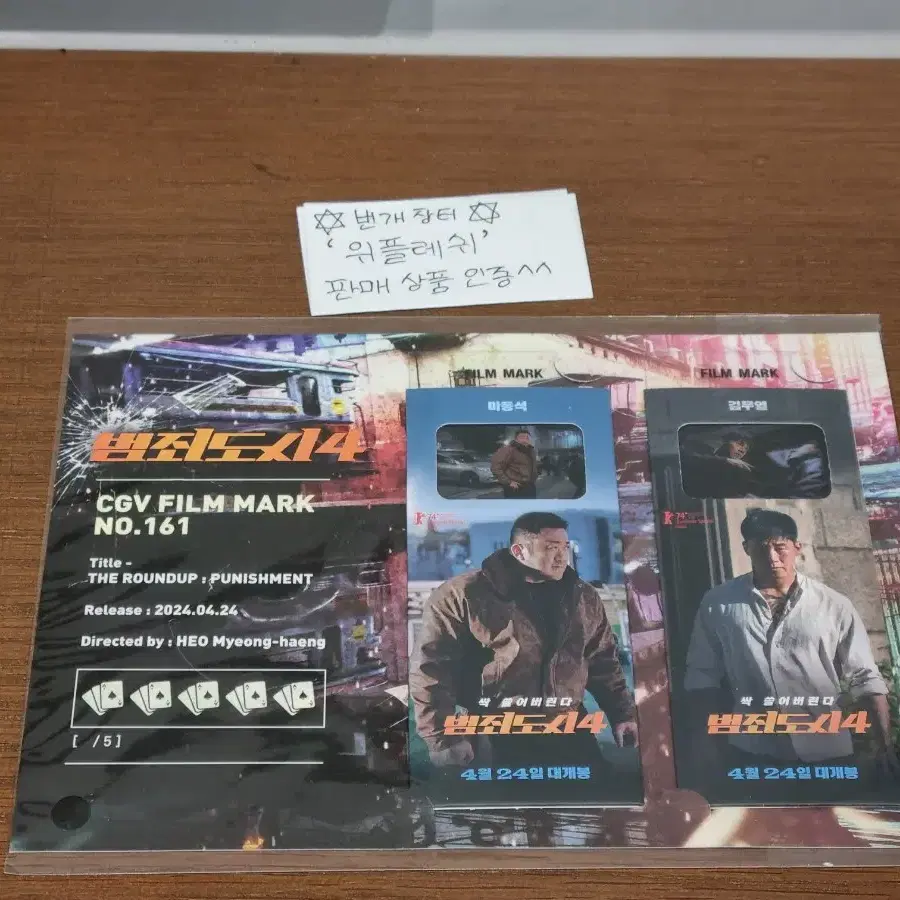 번개장터
'위플레쉬'
판매 상품 인증^^
범죄도시4
CGV FILM MARK
NO.161
Title -
THE ROUNDUP : PUNISHMENT
Release : 2024.04.24
Directed by : HEO Myeong-haeng
[ /5]
FILM MARK
마동석
싹 쓸어버린다
범죄도시4
4월 24일 대개봉
FILM MARK
김무열
싹 쓸어버린다
범죄도시4
4월 24일 대개봉